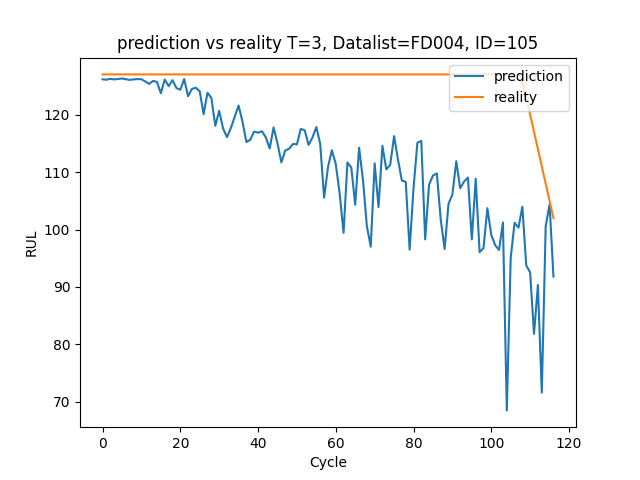 prediction vs reality T=3, Datalist=FD004, ID=105
prediction
reality
120
110
100
90
80
70
RUL
0 20 40 60 80 100 120
Cycle